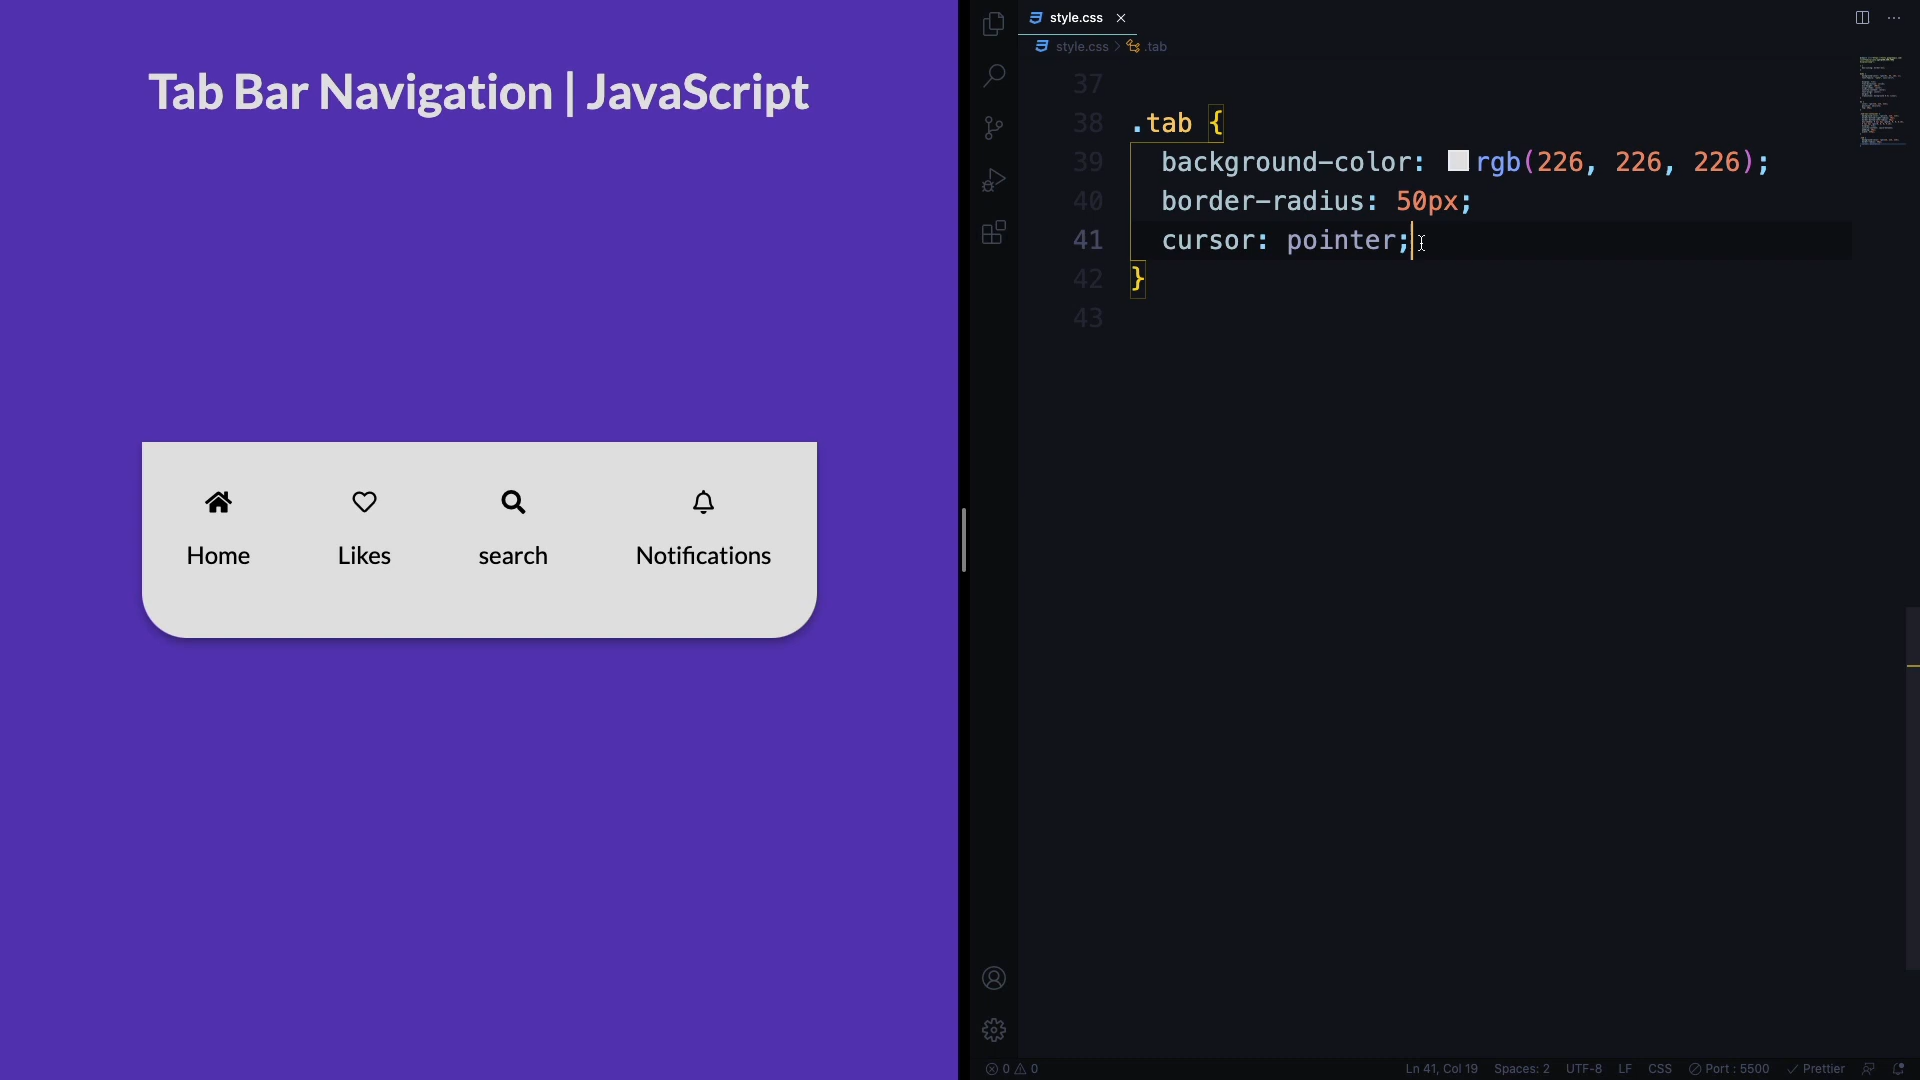 Tab Bar Navigation | JavaScript
Home
Likes
search
Notifications
style.css
style.css > .tab
37
38 .tab {
39 background-color: rgb(226, 226, 226);
40 border-radius: 50px;
41 cursor: pointer;
42 }
43
0 0
Ln 41, Col 19
Spaces: 2
UTF-8
LF
CSS
Port : 5500
Prettier